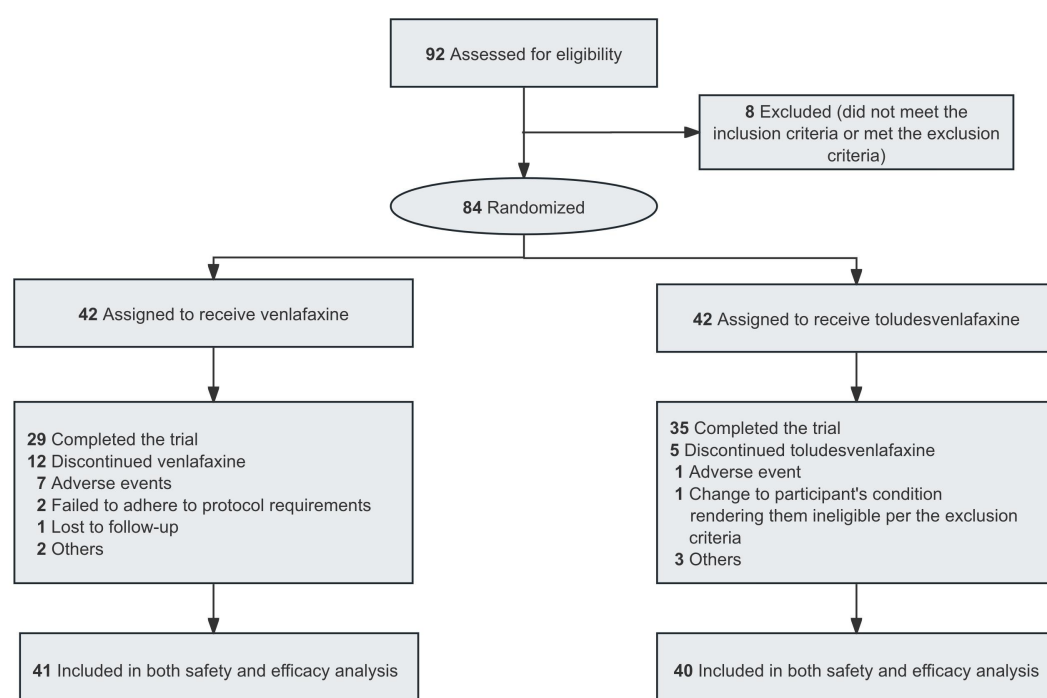 92 Assessed for eligibility
8 Excluded (did not meet the
inclusion criteria or met the exclusion
criteria)
84 Randomized
42 Assigned to receive venlafaxine
42 Assigned to receive toludesvenlafaxine
29 Completed the trial
12 Discontinued venlafaxine
7 Adverse events
2 Failed to adhere to protocol requirements
1 Lost to follow-up
2 Others
35 Completed the trial
5 Discontinued toludesvenlafaxine
1 Adverse event
1 Change to participant's condition
rendering them ineligible per the exclusion
criteria
3 Others
41 Included in both safety and efficacy analysis
40 Included in both safety and efficacy analysis